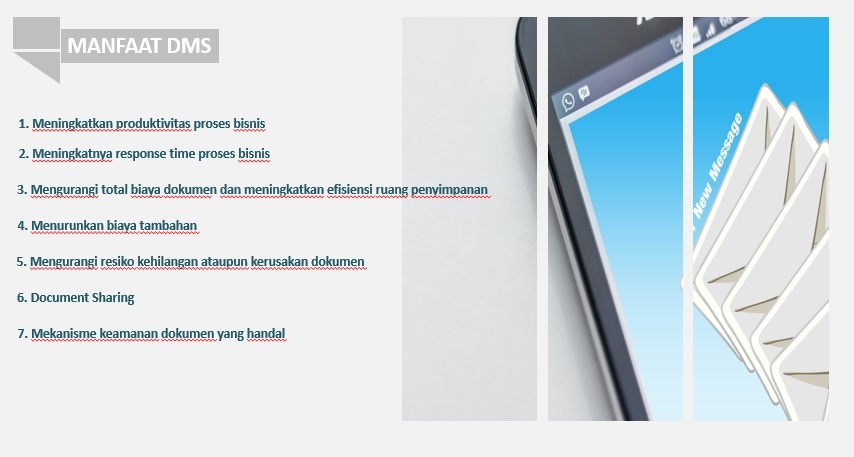 MANFAAT DMS
1. Meningkatkan produktivitas proses bisnis
2. Meningkatnya response time proses bisnis
3. Mengurangi total biaya dokumen dan meningkatkan efisiensi ruang penyimpanan
4. Menurunkan biaya tambahan
5. Mengurangi resiko kehilangan ataupun kerusakan dokumen
6. Document Sharing
7. Mekanisme keamanan dokumen yang handal
New Message